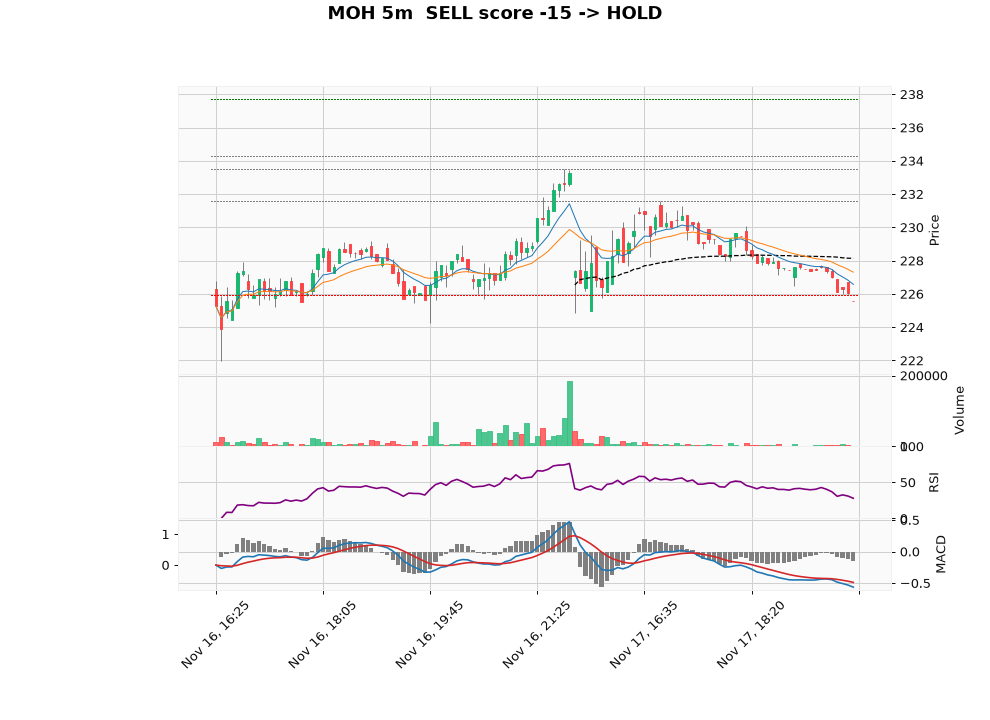 MOH 5m  SELL score -15 -> HOLD
238
236
234
232
230
228
226
224
222
Price
200000
0
Volume
100
50
0
RSI
1
0
0.5
0.0
−0.5
MACD
Nov 16, 16:25
Nov 16, 18:05
Nov 16, 19:45
Nov 16, 21:25
Nov 17, 16:35
Nov 17, 18:20